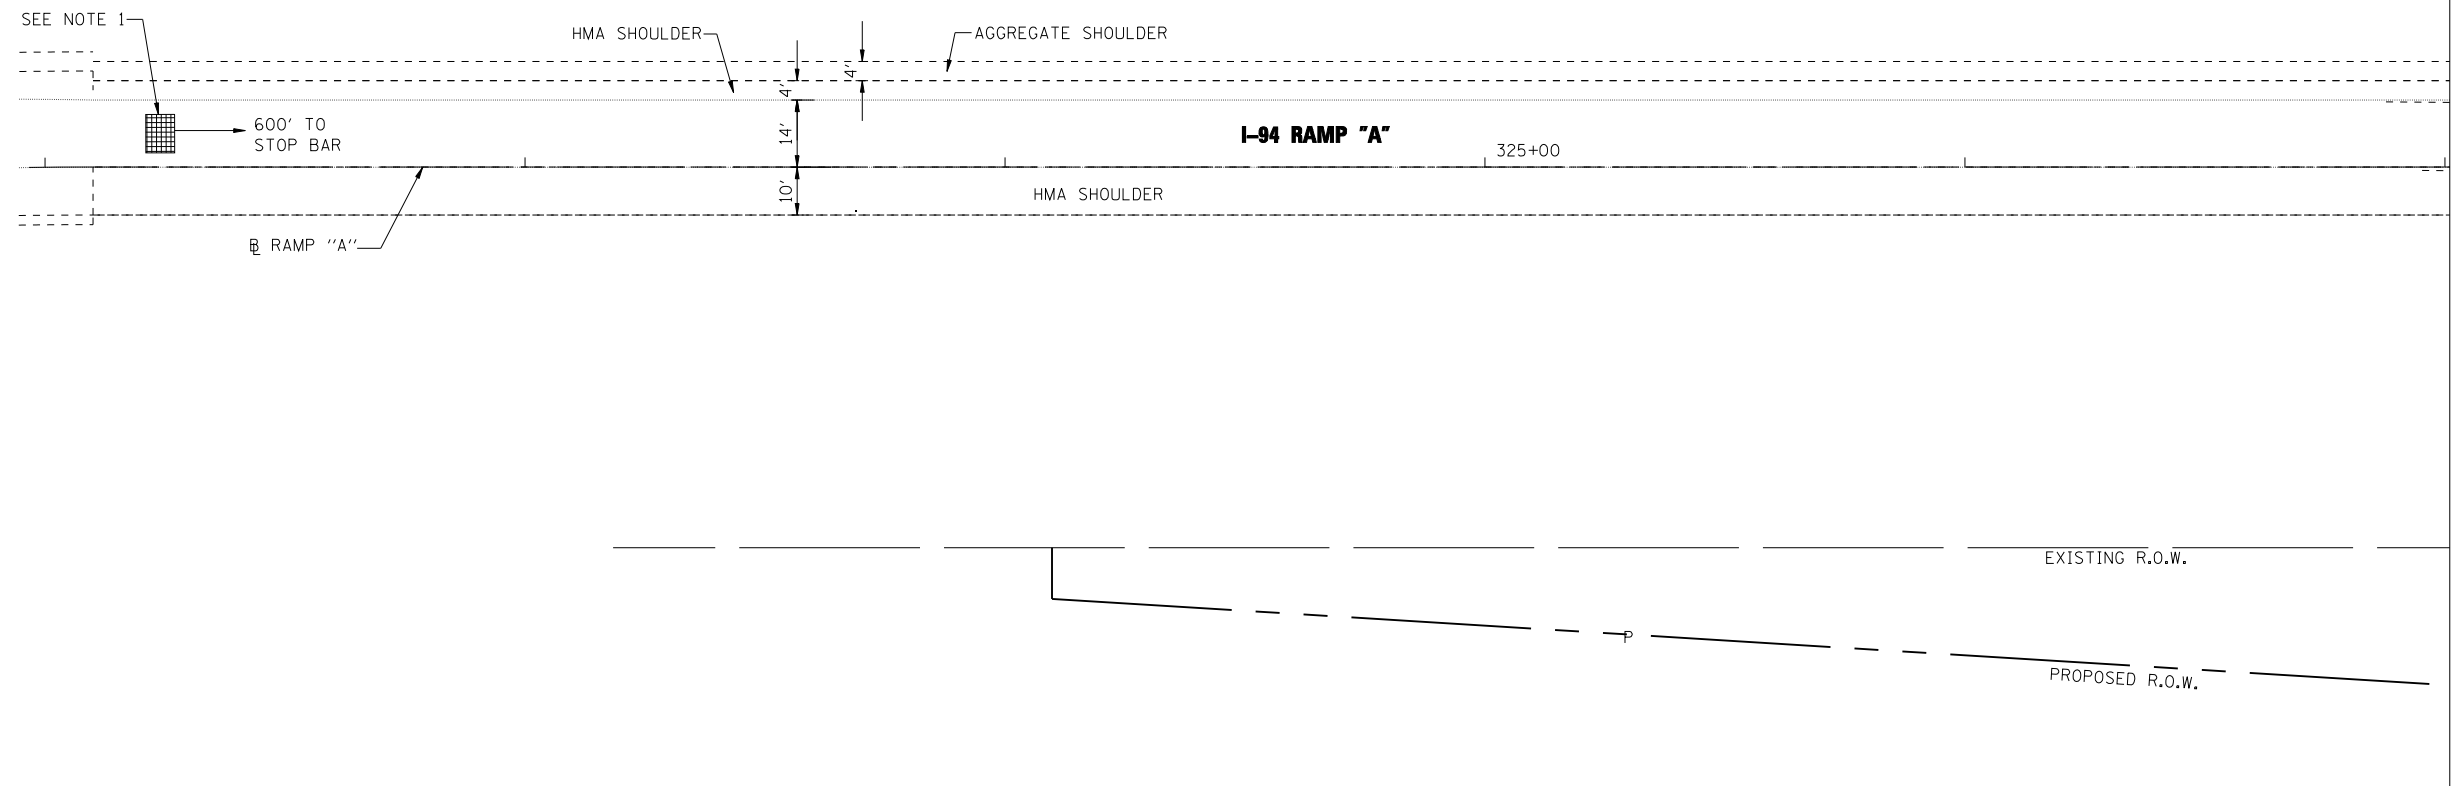 SEE NOTE 1
HMA SHOULDER
AGGREGATE SHOULDER
4'
4'
600' TO
STOP BAR
14'
I-94 RAMP "A"
325+00
10'
HMA SHOULDER
℄ RAMP "A"
EXISTING R.O.W.
P
PROPOSED R.O.W.